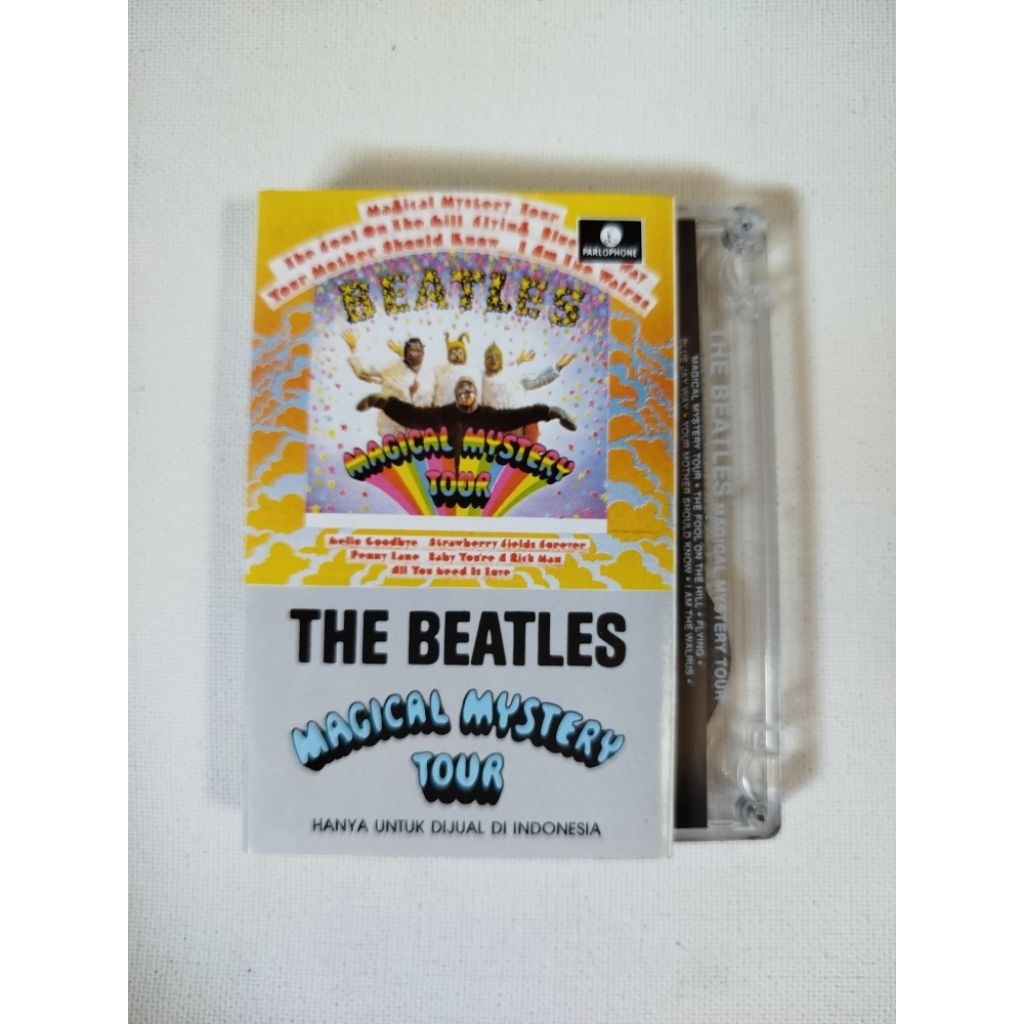 Magical Mystery Tour
The Fool On The Hill Flying Blue Jay
Your Mother Should Know I Am The Walrus
PARLOPHONE
BEATLES
MAGICAL MYSTERY
TOUR
Hello Goodbye Strawberry Fields Forever
Penny Lane Baby You're A Rich Man
All You Need Is Love
THE BEATLES
MAGICAL MYSTERY
TOUR
HANYA UNTUK DIJUAL DI INDONESIA
THE BEATLES MAGICAL MYSTERY TOUR
MAGICAL MYSTERY TOUR • THE FOOL ON THE HILL • FLYING •
BLUE JAY WAY • YOUR MOTHER SHOULD KNOW • I AM THE WALRUS •